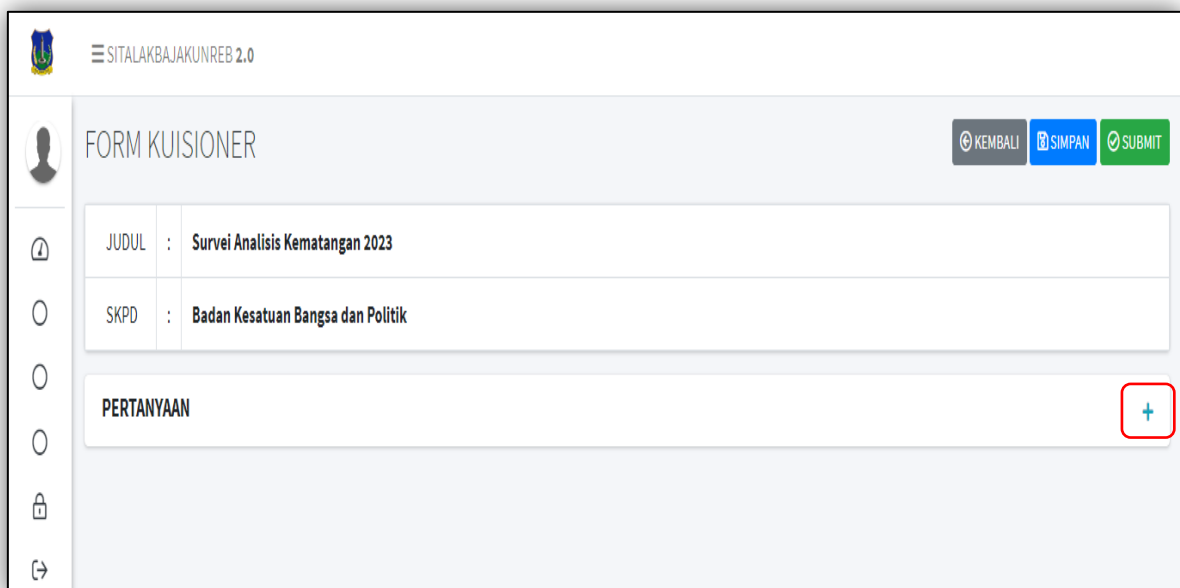 SITALAKBAJAKUNREB 2.0
FORM KUISIONER
KEMBALI SIMPAN SUBMIT
JUDUL : Survei Analisis Kematangan 2023
SKPD : Badan Kesatuan Bangsa dan Politik
PERTANYAAN +